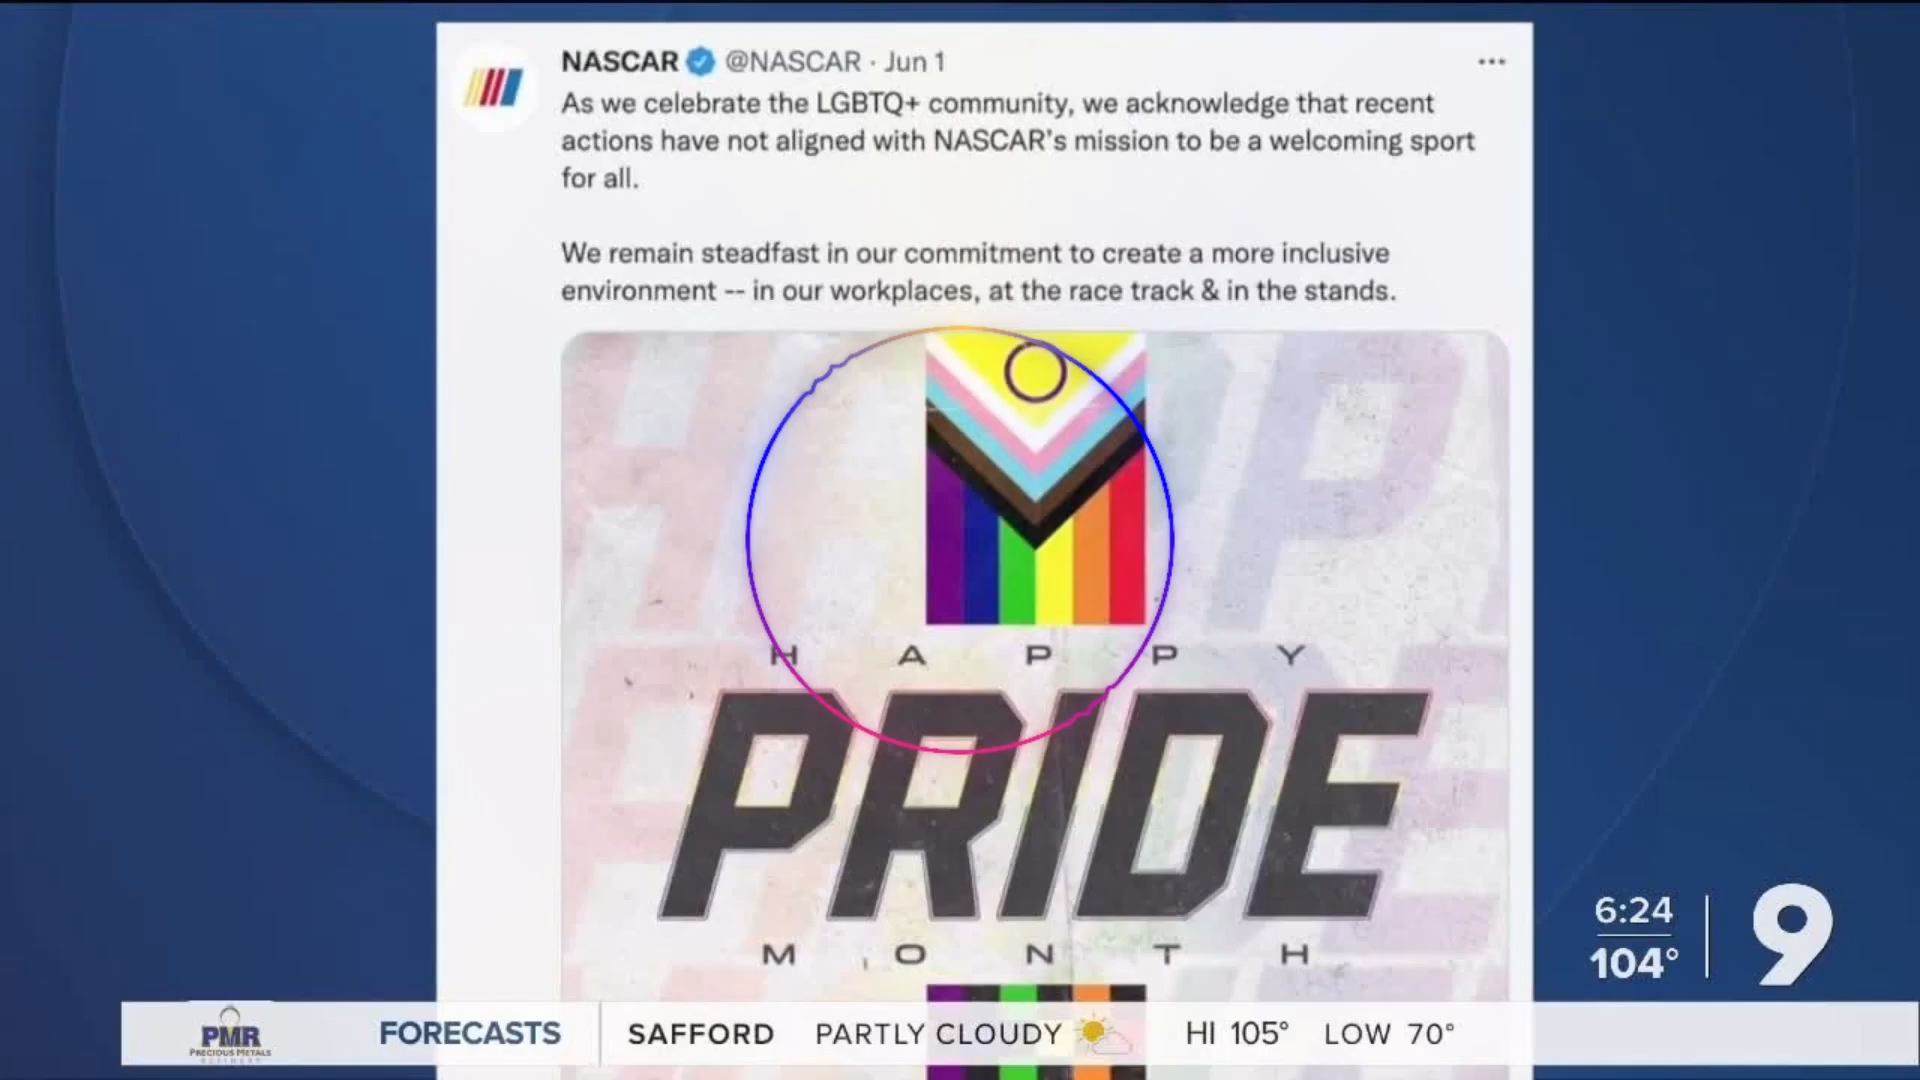 NASCAR @NASCAR · Jun 1
As we celebrate the LGBTQ+ community, we acknowledge that recent
actions have not aligned with NASCAR's mission to be a welcoming sport
for all.
We remain steadfast in our commitment to create a more inclusive
environment -- in our workplaces, at the race track & in the stands.
HAPPY
PRIDE
MONTH
6:24
104°
9
PMR
PRECIOUS METALS
FORECASTS
SAFFORD PARTLY CLOUDY HI 105° LOW 70°